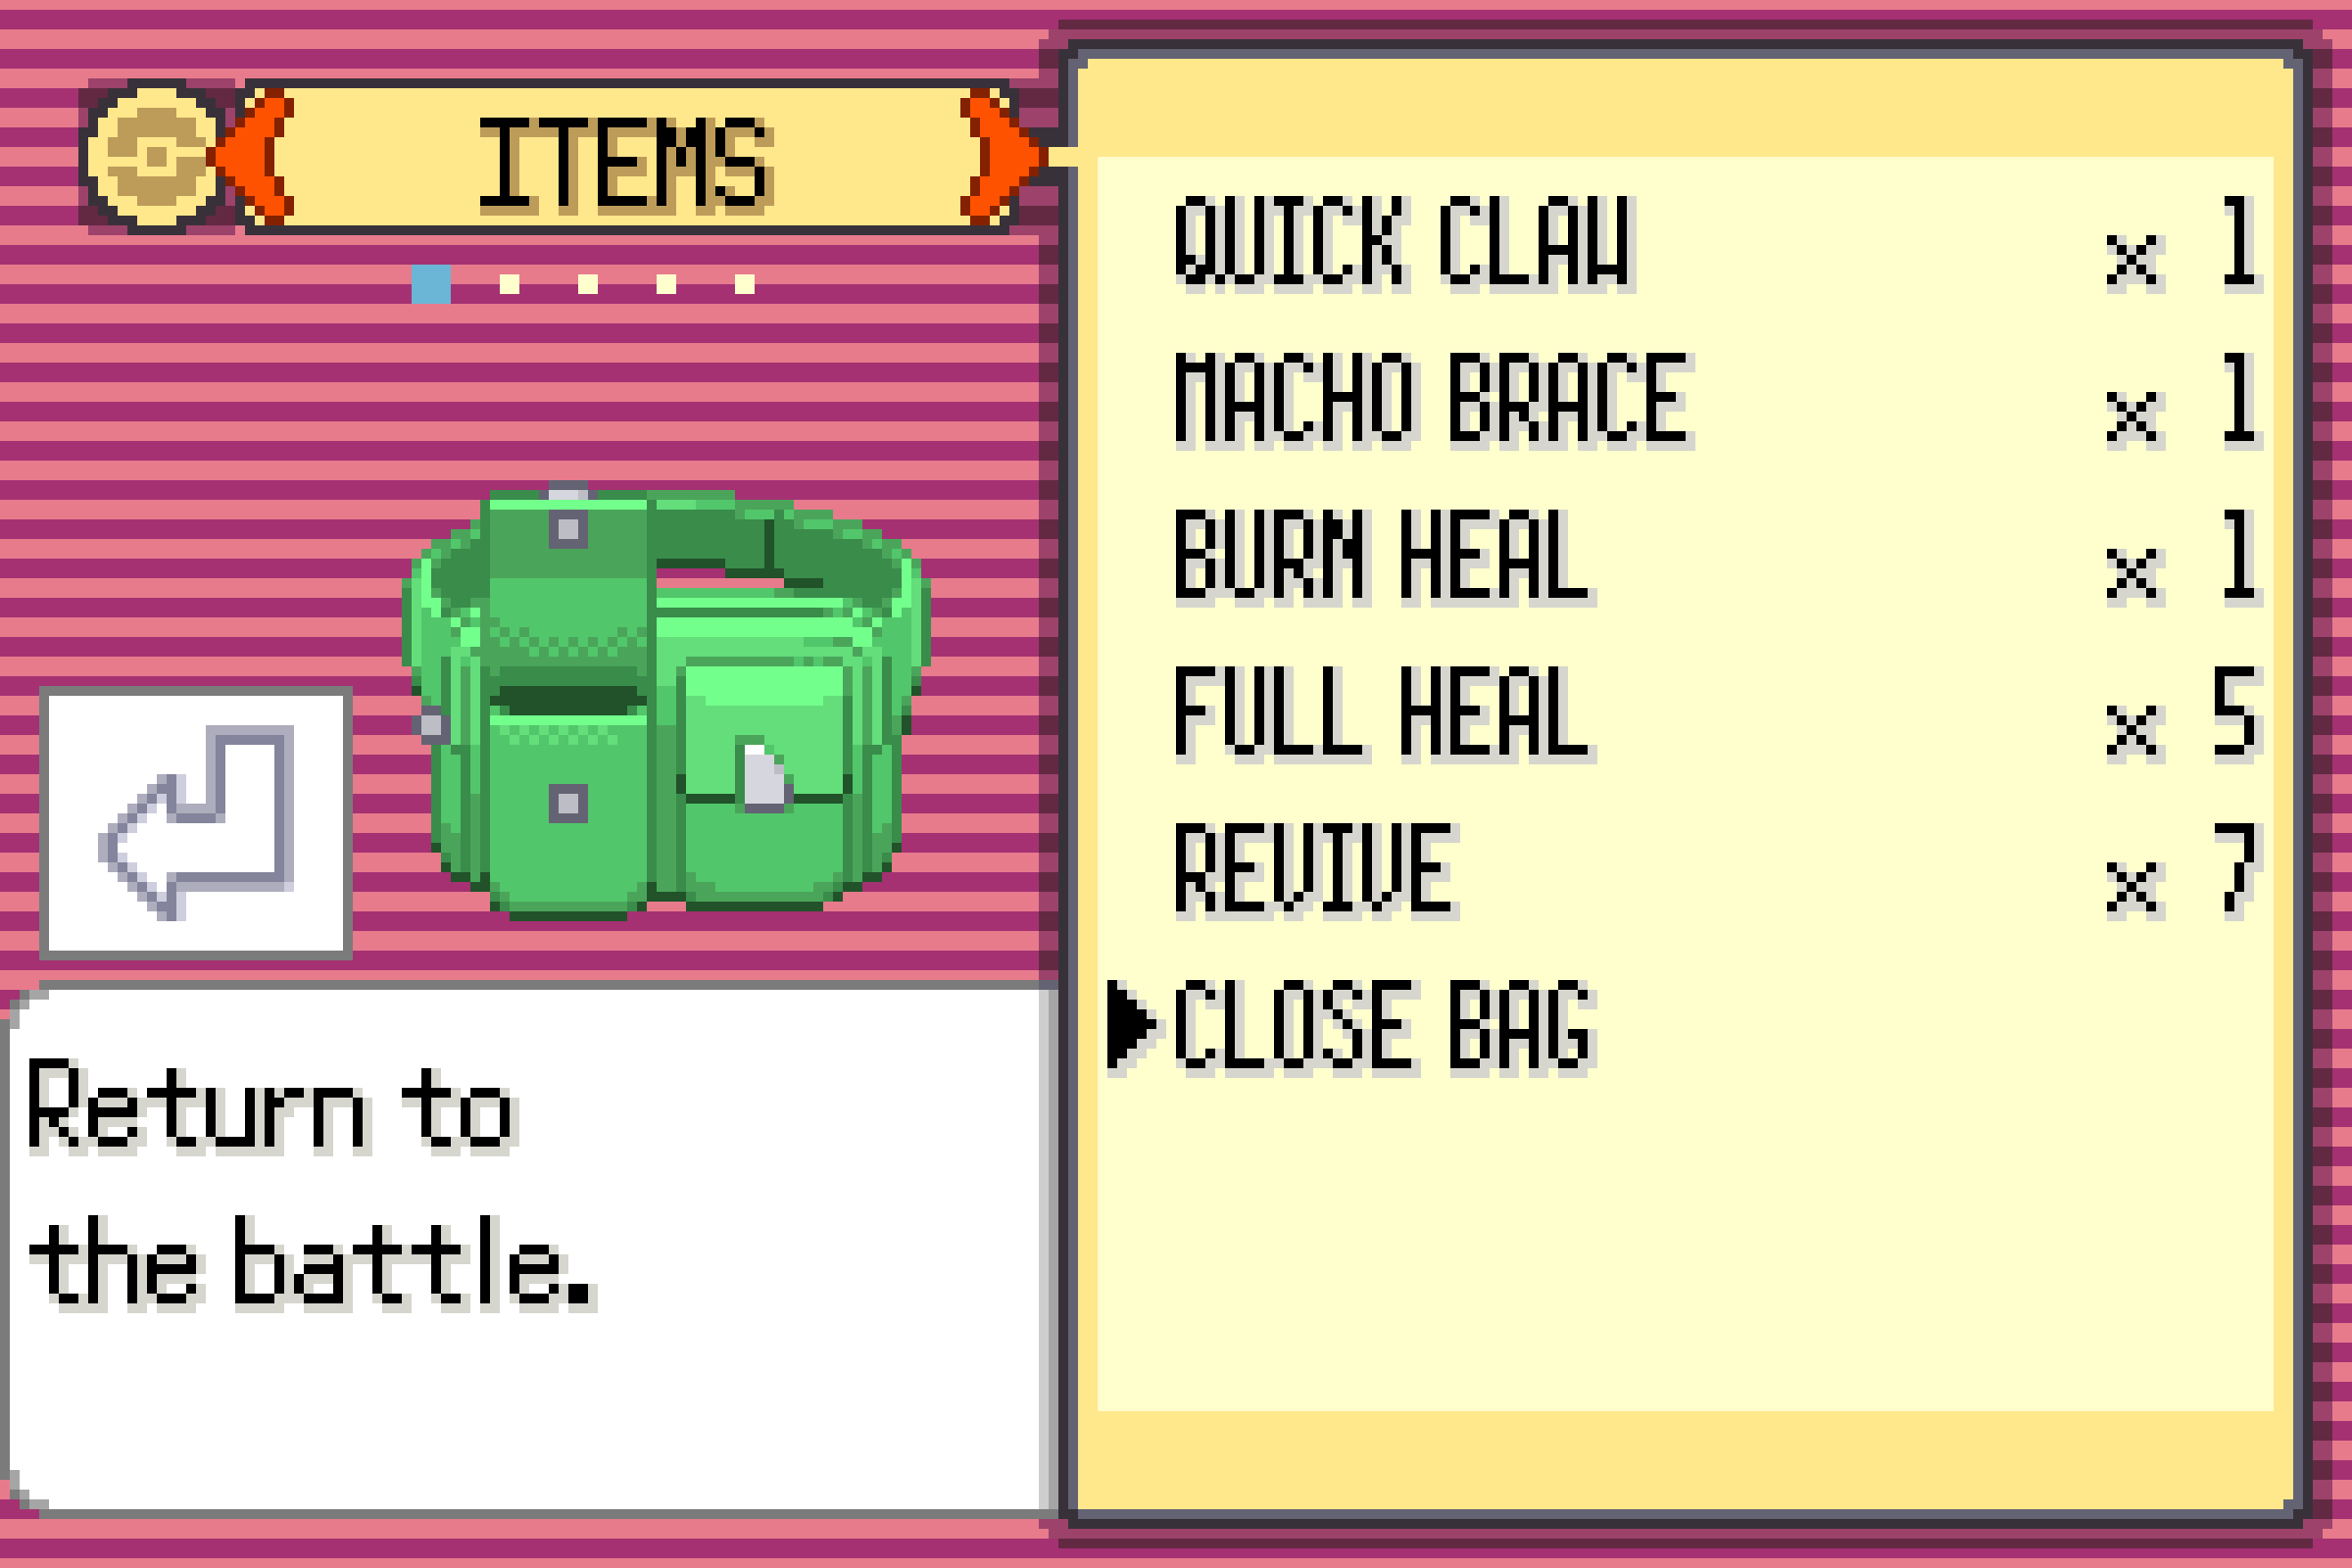 ITEMS
QUICK CLAW × 1
MACHO BRACE × 1
BURN HEAL × 1
FULL HEAL × 5
REVIVE × 7
CLOSE BAG
Return to
the battle.